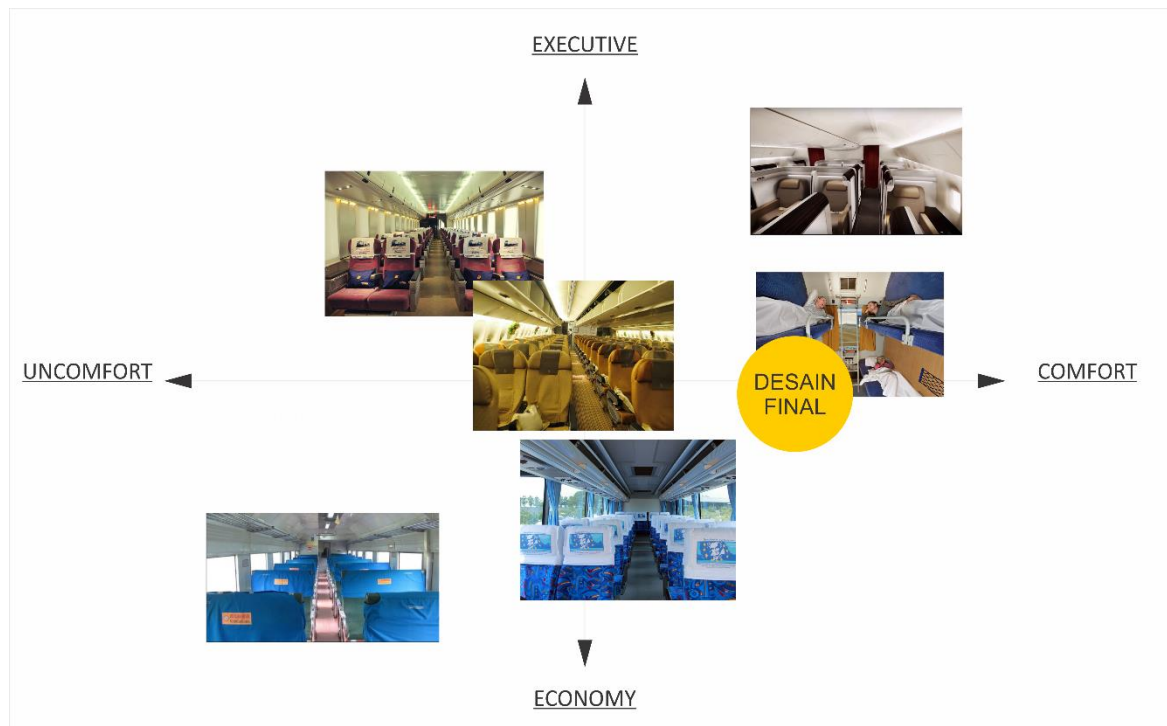 EXECUTIVE
UNCOMFORT
COMFORT
DESAIN
FINAL
ECONOMY